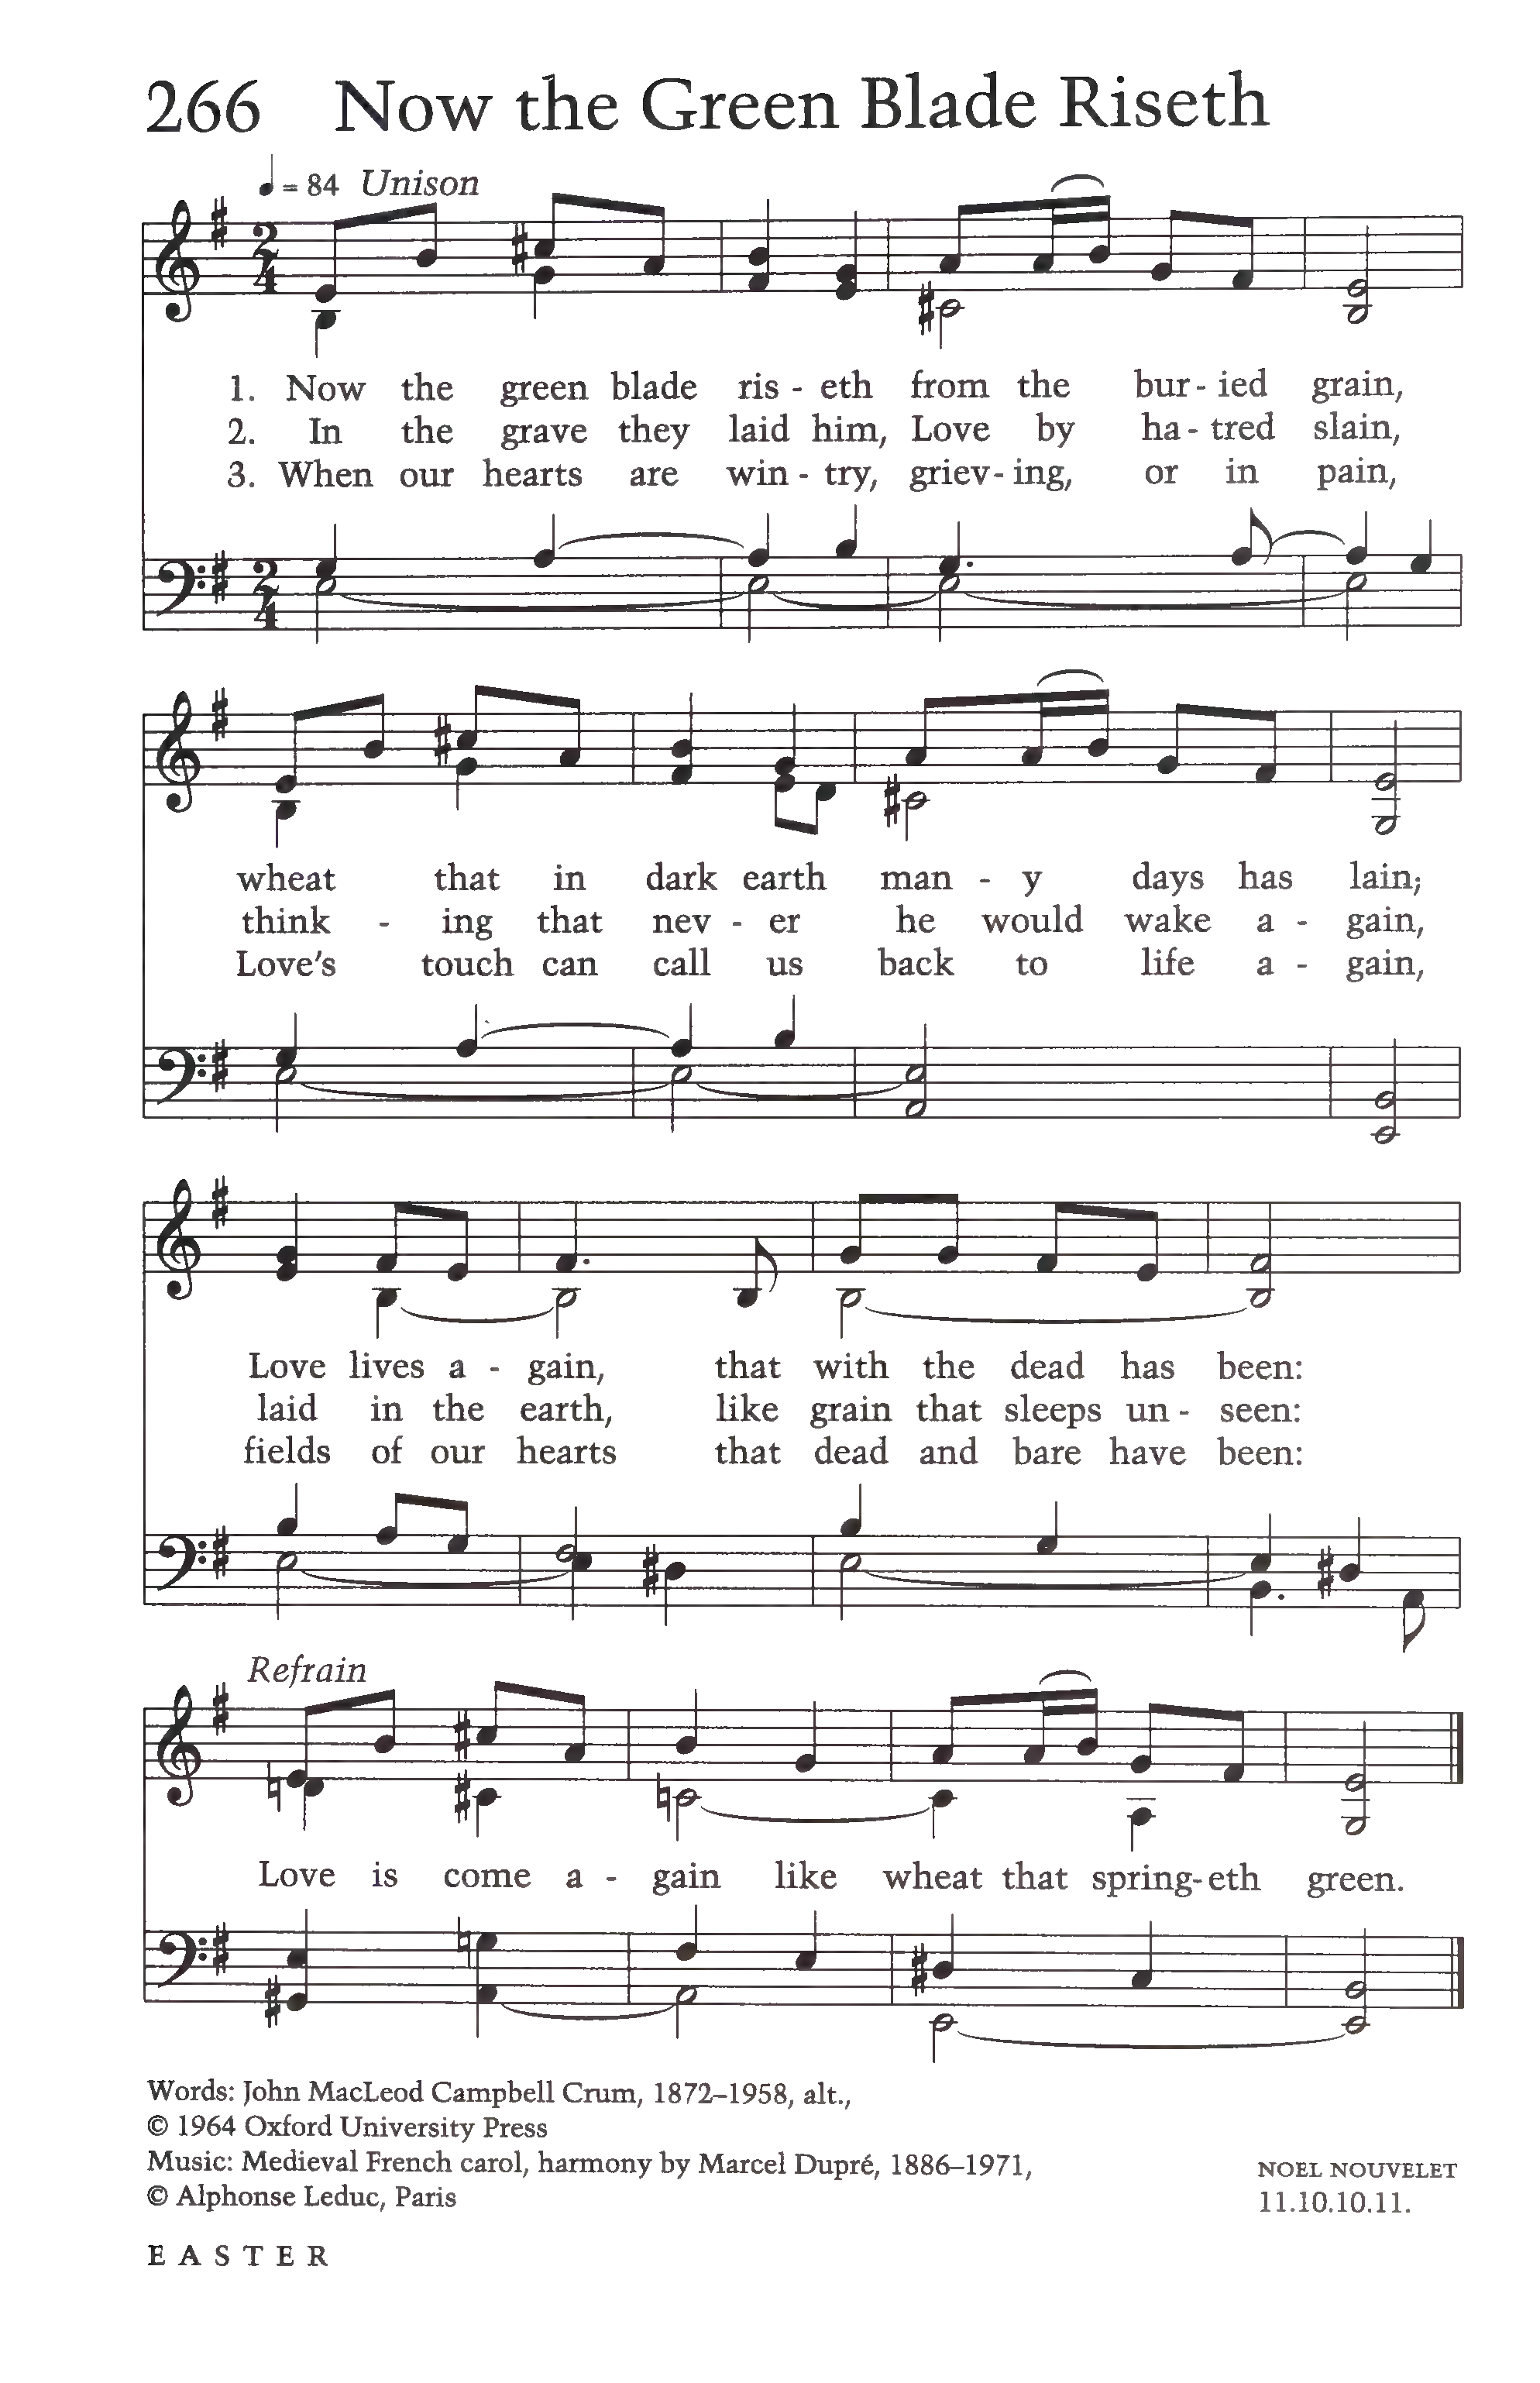 266 Now the Green Blade Riseth
♩ = 84 Unison
1. Now the green blade ris - eth from the bur - ied grain,
2. In the grave they laid him, Love by ha - tred slain,
3. When our hearts are win - try, griev - ing, or in pain,
wheat that in dark earth man - y days has lain;
think - ing that nev - er he would wake a - gain,
Love's touch can call us back to life a - gain,
Love lives a - gain, that with the dead has been:
laid in the earth, like grain that sleeps un - seen:
fields of our hearts that dead and bare have been:
Refrain
Love is come a - gain like wheat that spring - eth green.
Words: John MacLeod Campbell Crum, 1872–1958, alt.,
© 1964 Oxford University Press
Music: Medieval French carol, harmony by Marcel Dupré, 1886–1971,
© Alphonse Leduc, Paris
NOEL NOUVELET
11.10.10.11.
EASTER